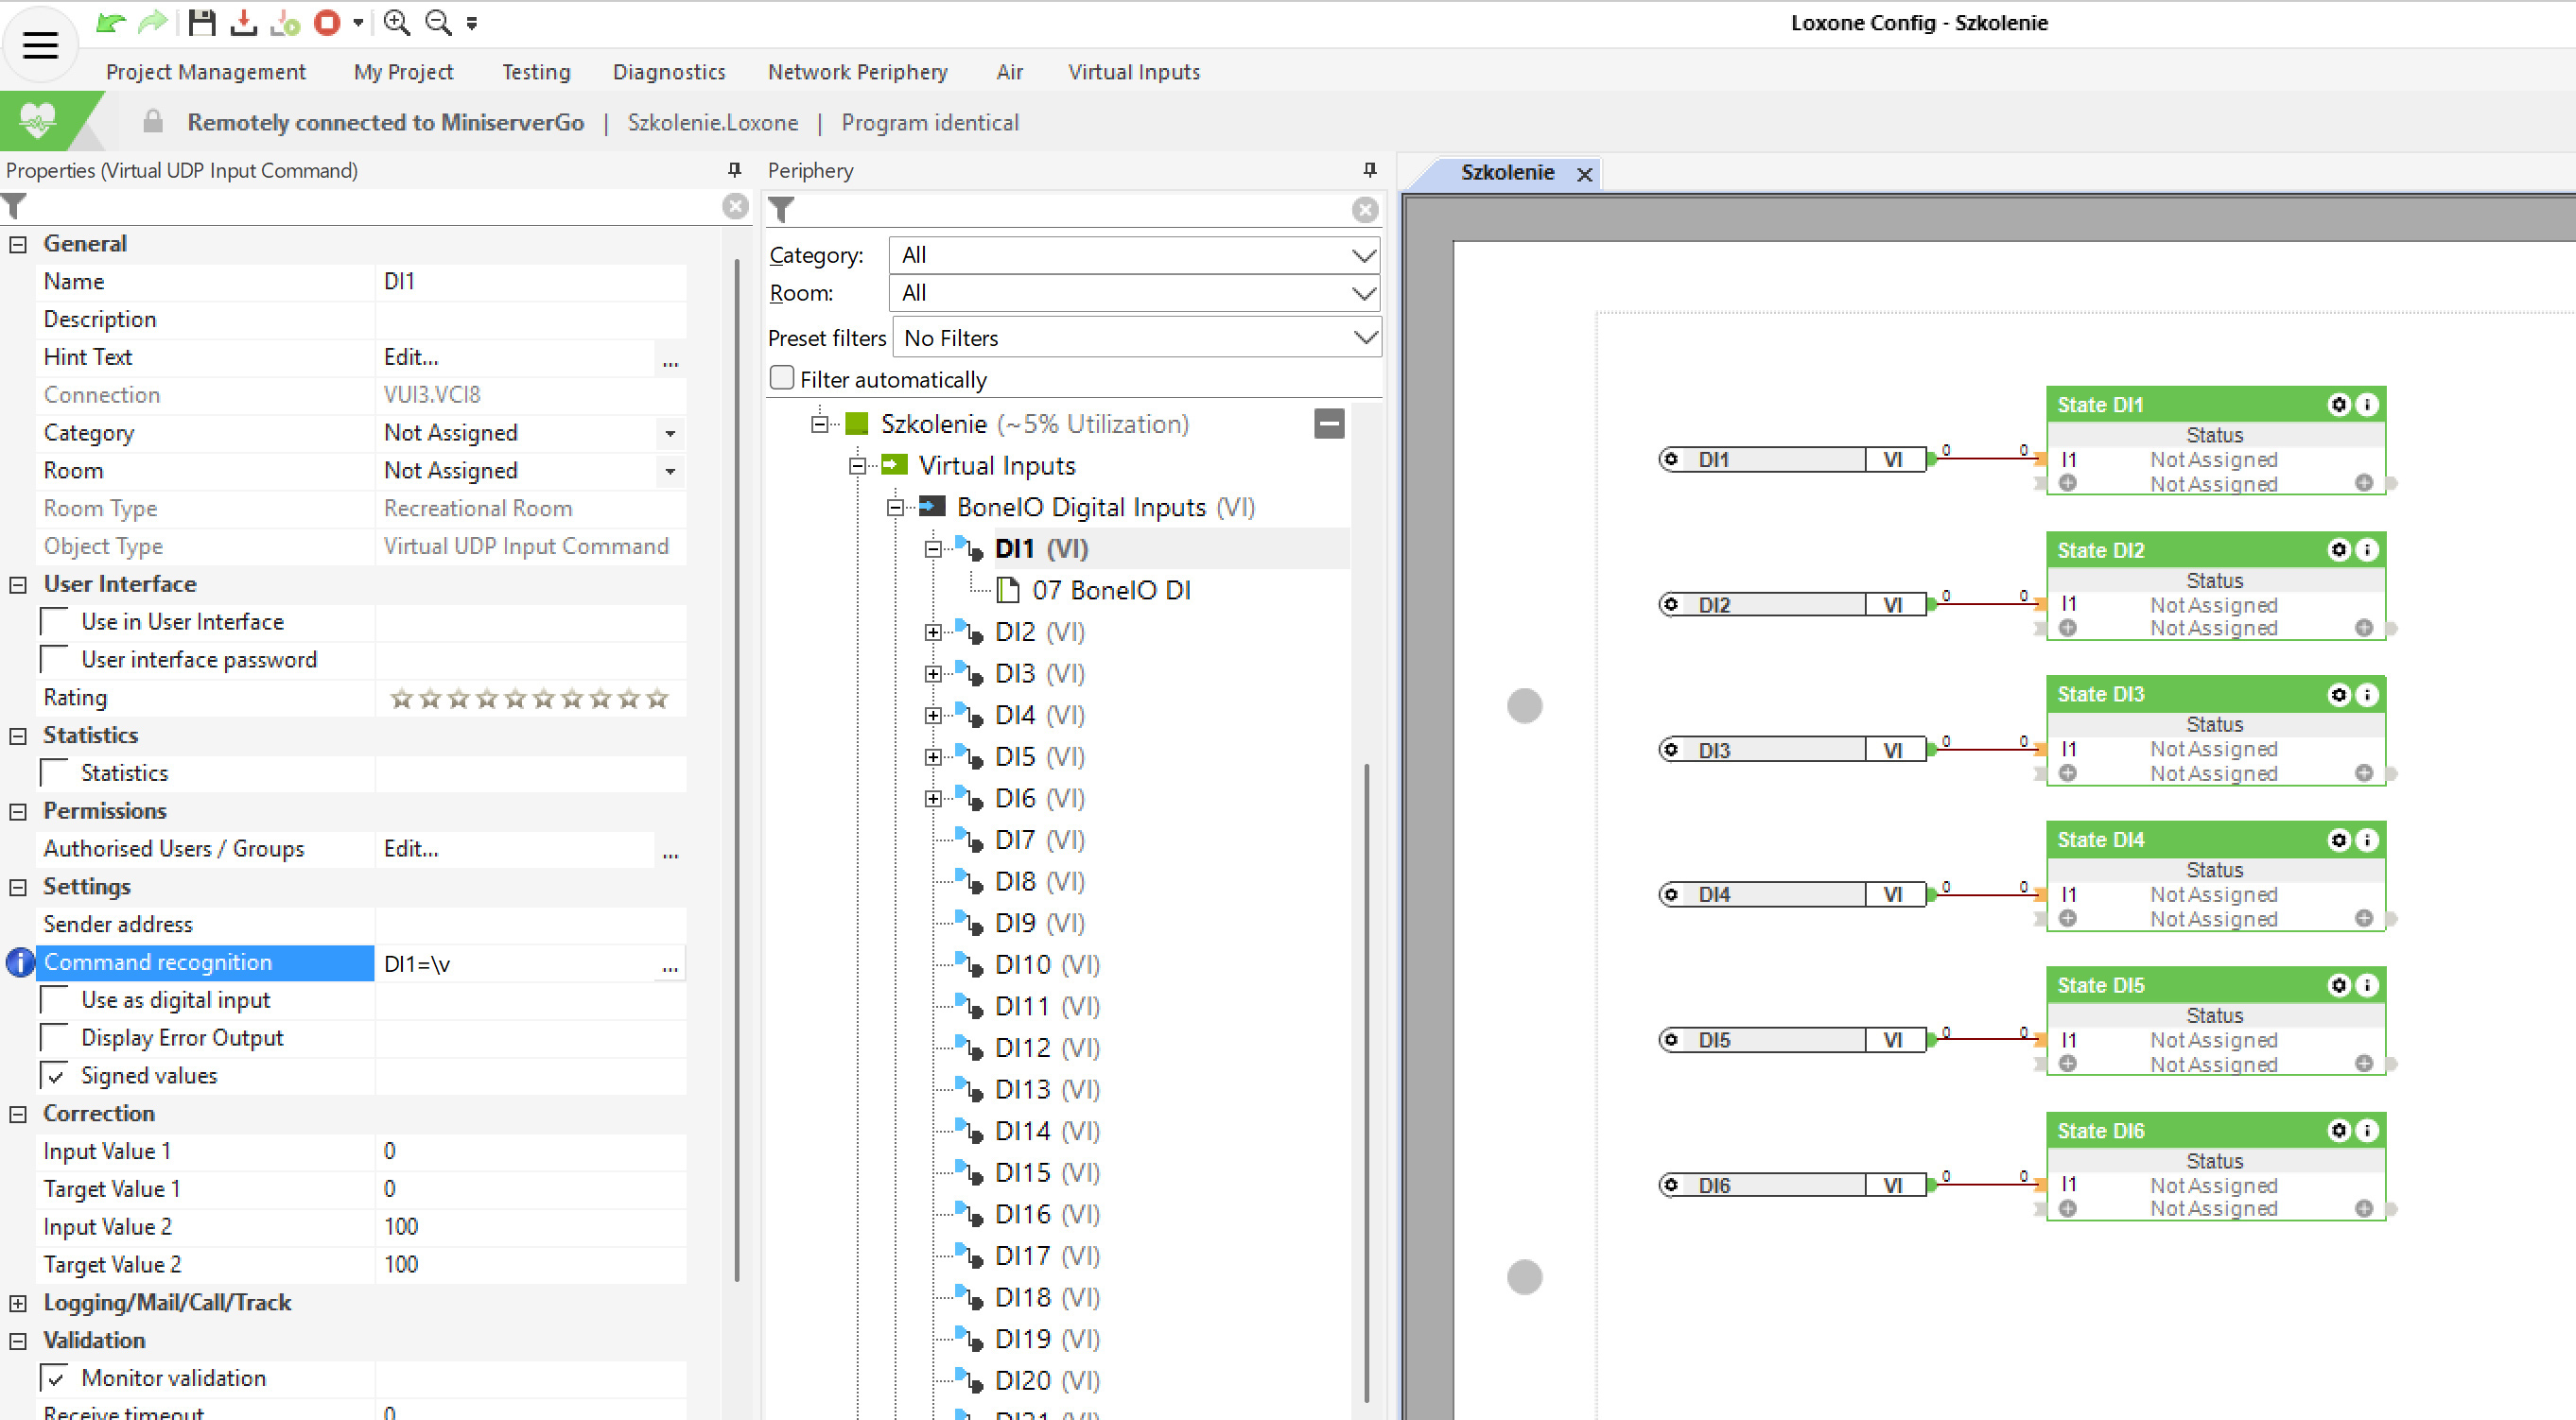 Loxone Config - Szkolenie
Project Management
My Project
Testing
Diagnostics
Network Periphery
Air
Virtual Inputs
Remotely connected to MiniserverGo | Szkolenie.Loxone | Program identical
Properties (Virtual UDP Input Command)
General
Name DI1
Description
Hint Text Edit... ...
Connection VUI3.VCI8
Category Not Assigned
Room Not Assigned
Room Type Recreational Room
Object Type Virtual UDP Input Command
User Interface
Use in User Interface
User interface password
Rating
Statistics
Statistics
Permissions
Authorised Users / Groups Edit... ...
Settings
Sender address
Command recognition DI1=\v ...
Use as digital input
Display Error Output
Signed values
Correction
Input Value 1 0
Target Value 1 0
Input Value 2 100
Target Value 2 100
Logging/Mail/Call/Track
Validation
Monitor validation
Receive timeout 0
Periphery
Category: All
Room: All
Preset filters No Filters
Filter automatically
Szkolenie (~5% Utilization)
Virtual Inputs
BoneIO Digital Inputs (VI)
DI1 (VI)
07 BoneIO DI
DI2 (VI)
DI3 (VI)
DI4 (VI)
DI5 (VI)
DI6 (VI)
DI7 (VI)
DI8 (VI)
DI9 (VI)
DI10 (VI)
DI11 (VI)
DI12 (VI)
DI13 (VI)
DI14 (VI)
DI15 (VI)
DI16 (VI)
DI17 (VI)
DI18 (VI)
DI19 (VI)
DI20 (VI)
DI21 (VI)
Szkolenie
State DI1
Status
DI1 VI 0 0 I1 Not Assigned
Not Assigned
State DI2
Status
DI2 VI 0 0 I1 Not Assigned
Not Assigned
State DI3
Status
DI3 VI 0 0 I1 Not Assigned
Not Assigned
State DI4
Status
DI4 VI 0 0 I1 Not Assigned
Not Assigned
State DI5
Status
DI5 VI 0 0 I1 Not Assigned
Not Assigned
State DI6
Status
DI6 VI 0 0 I1 Not Assigned
Not Assigned